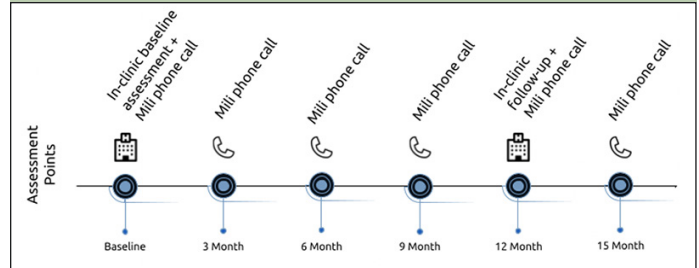 In-clinic baseline
assessment +
Mili phone call
Mili phone call
Mili phone call
Mili phone call
In-clinic
follow-up +
Mili phone call
Mili phone call
Assessment
Points
Baseline
3 Month
6 Month
9 Month
12 Month
15 Month